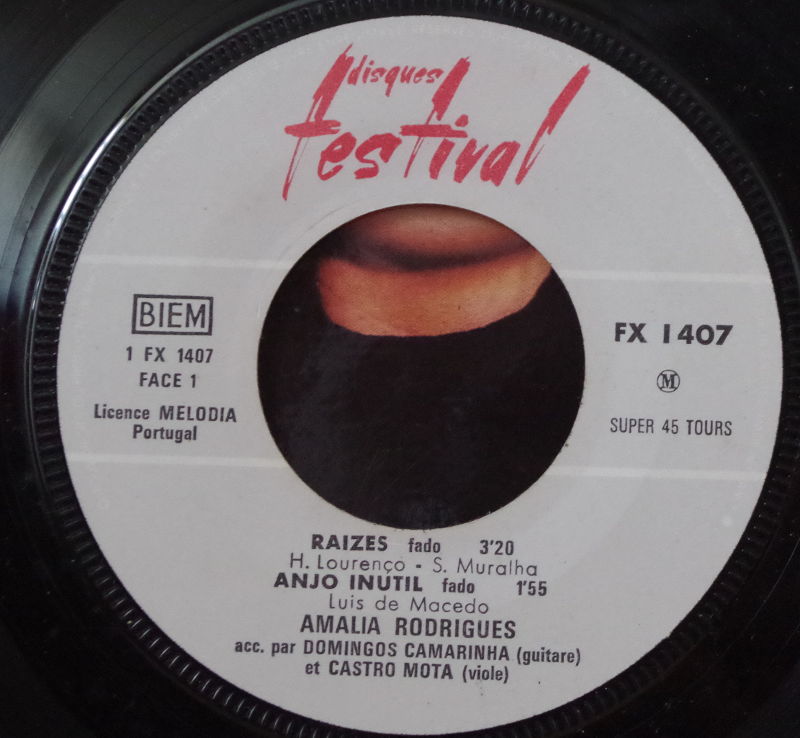 disques
festival
BIEM
1 FX 1407
FACE 1
Licence MELODIA
Portugal
FX 1407
M
SUPER 45 TOURS
RAIZES fado 3'20
H. Lourenço - S. Muralha
ANJO INUTIL fado 1'55
Luis de Macedo
AMALIA RODRIGUES
acc. par DOMINGOS CAMARINHA (guitare)
et CASTRO MOTA (viole)